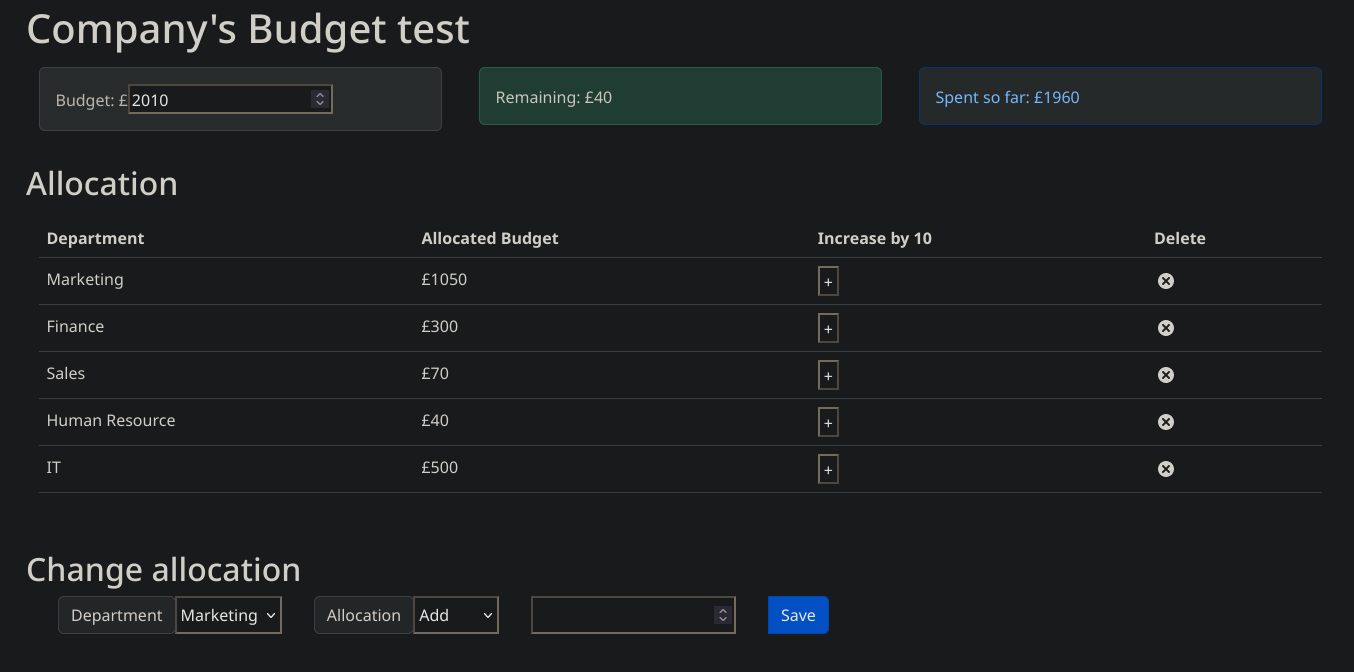 Company's Budget test
Budget: £ 2010
Remaining: £40
Spent so far: £1960
Allocation
Department Allocated Budget Increase by 10 Delete
Marketing £1050 +
Finance £300 +
Sales £70 +
Human Resource £40 +
IT £500 +
Change allocation
Department Marketing Allocation Add Save